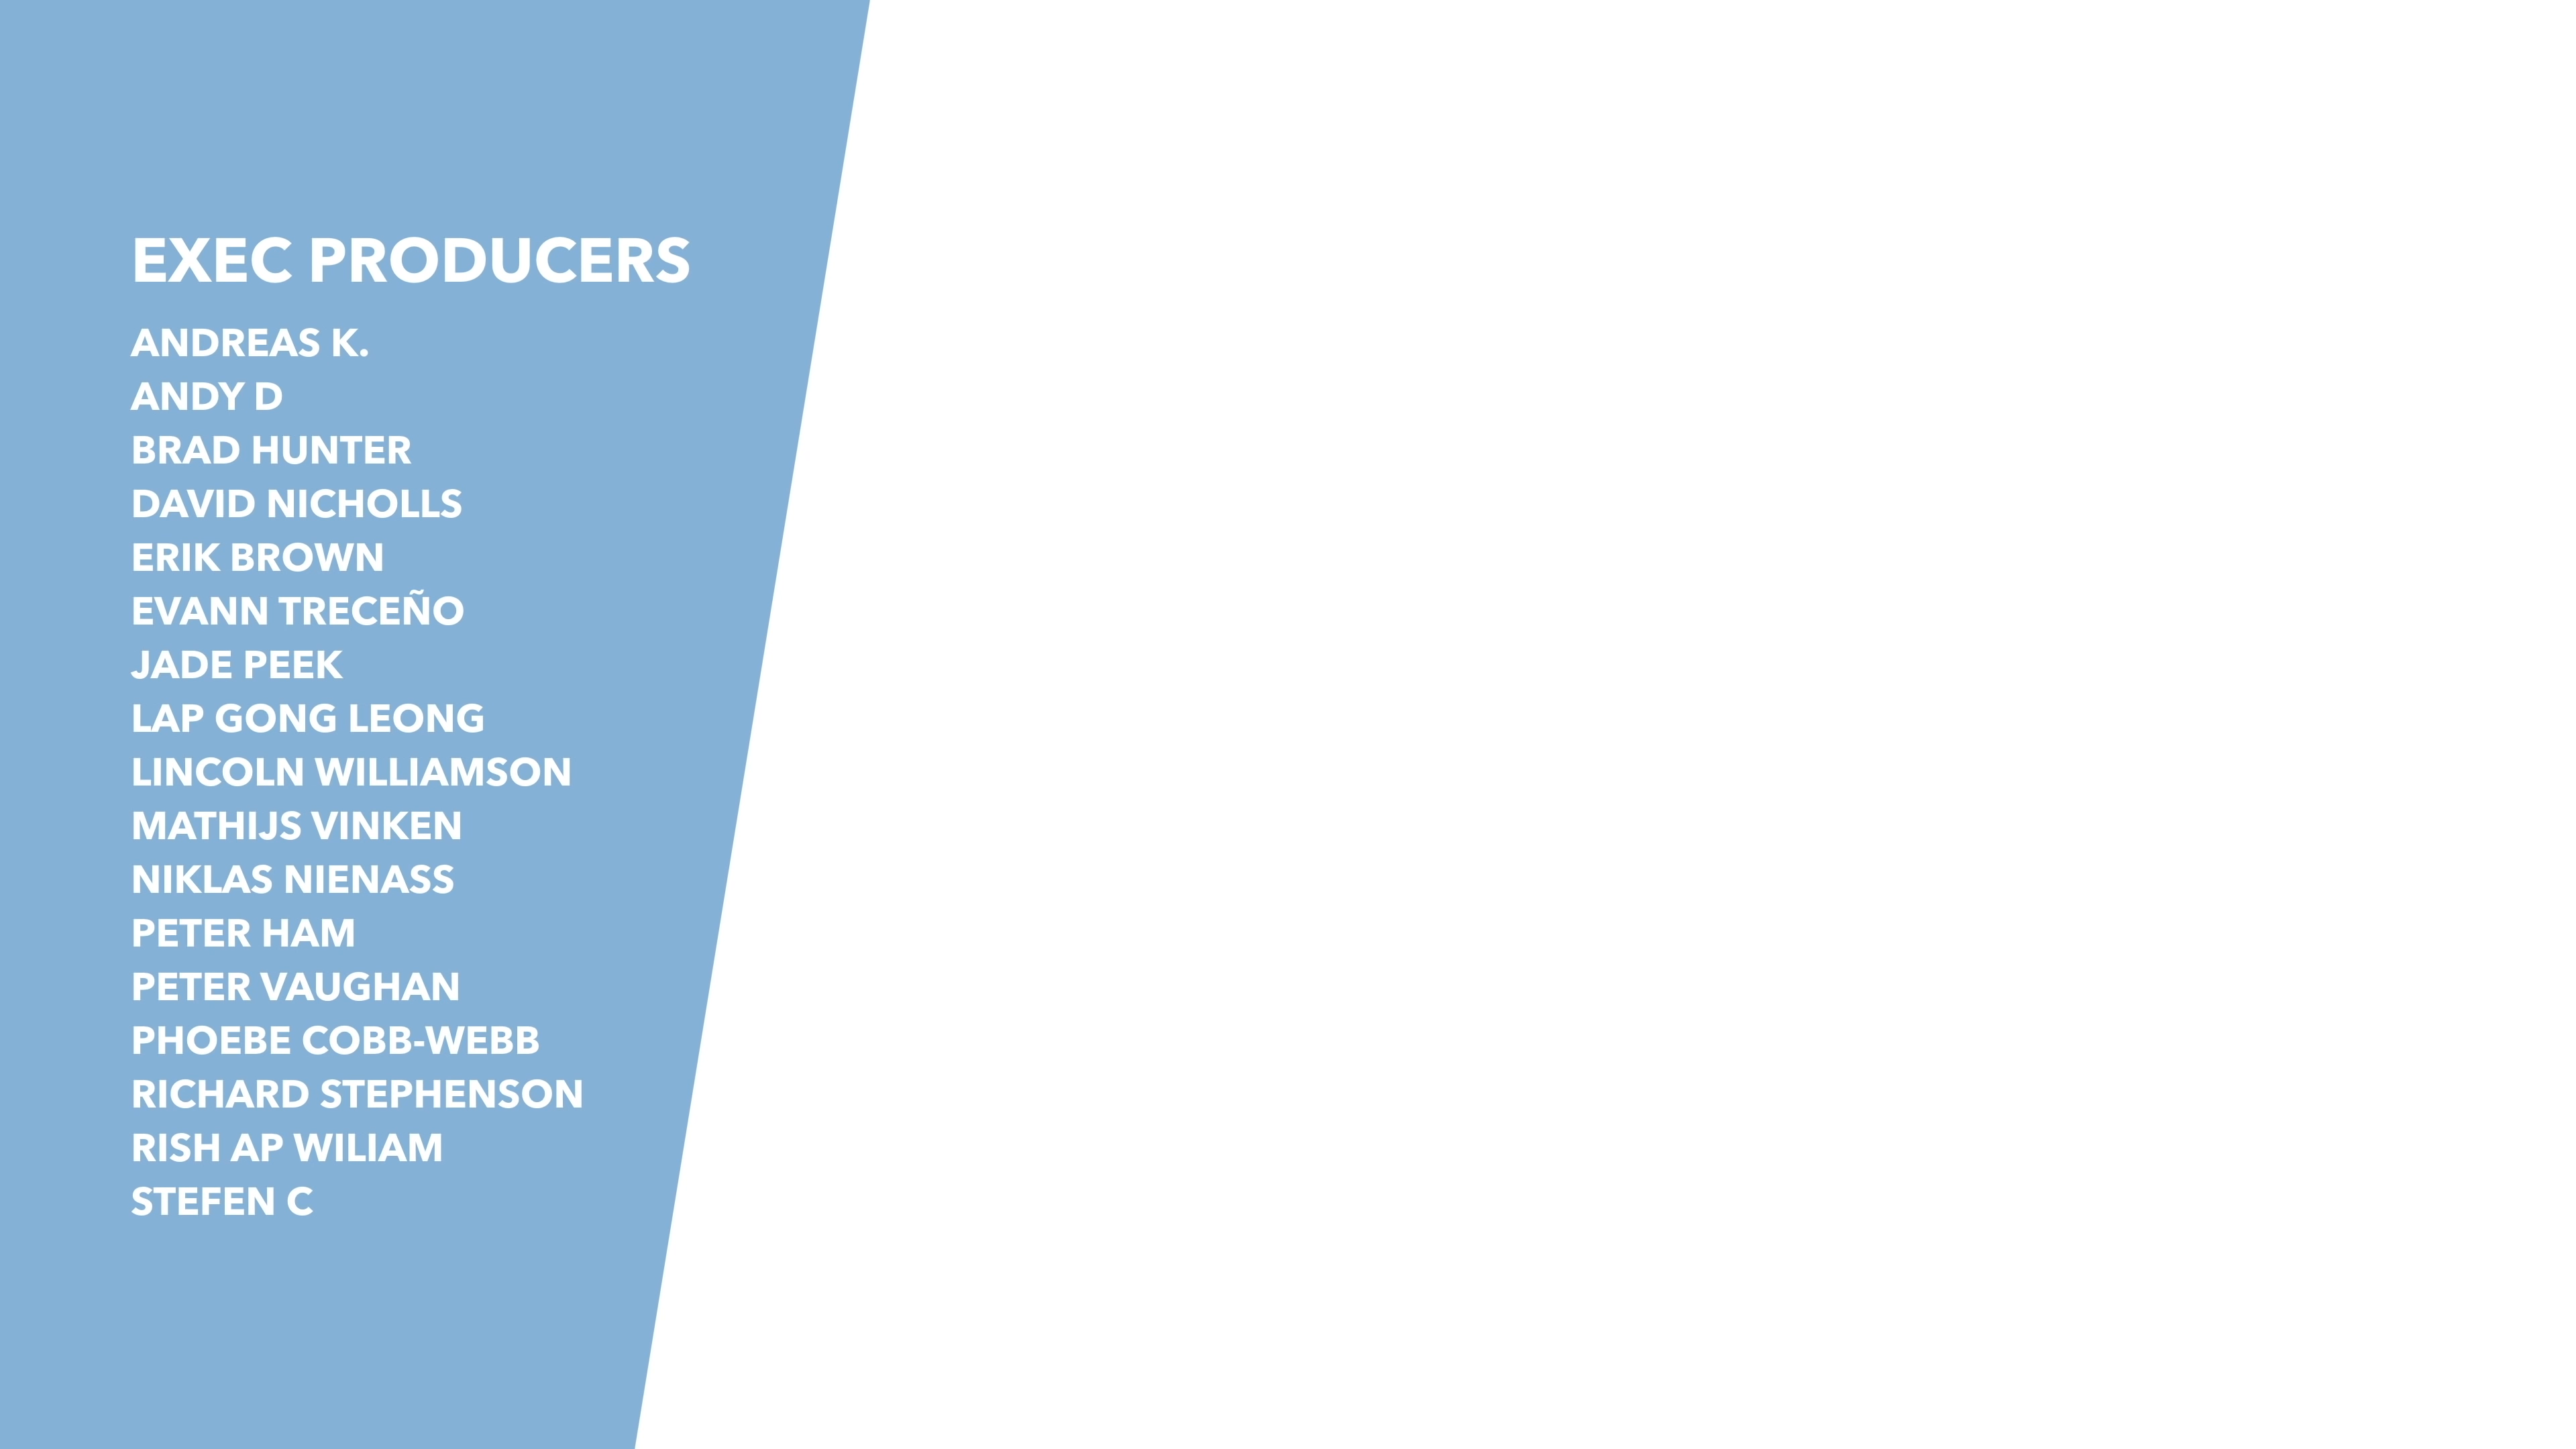 EXEC PRODUCERS
ANDREAS K.
ANDY D
BRAD HUNTER
DAVID NICHOLLS
ERIK BROWN
EVANN TRECEÑO
JADE PEEK
LAP GONG LEONG
LINCOLN WILLIAMSON
MATHIJS VINKEN
NIKLAS NIENASS
PETER HAM
PETER VAUGHAN
PHOEBE COBB-WEBB
RICHARD STEPHENSON
RISH AP WILIAM
STEFEN C